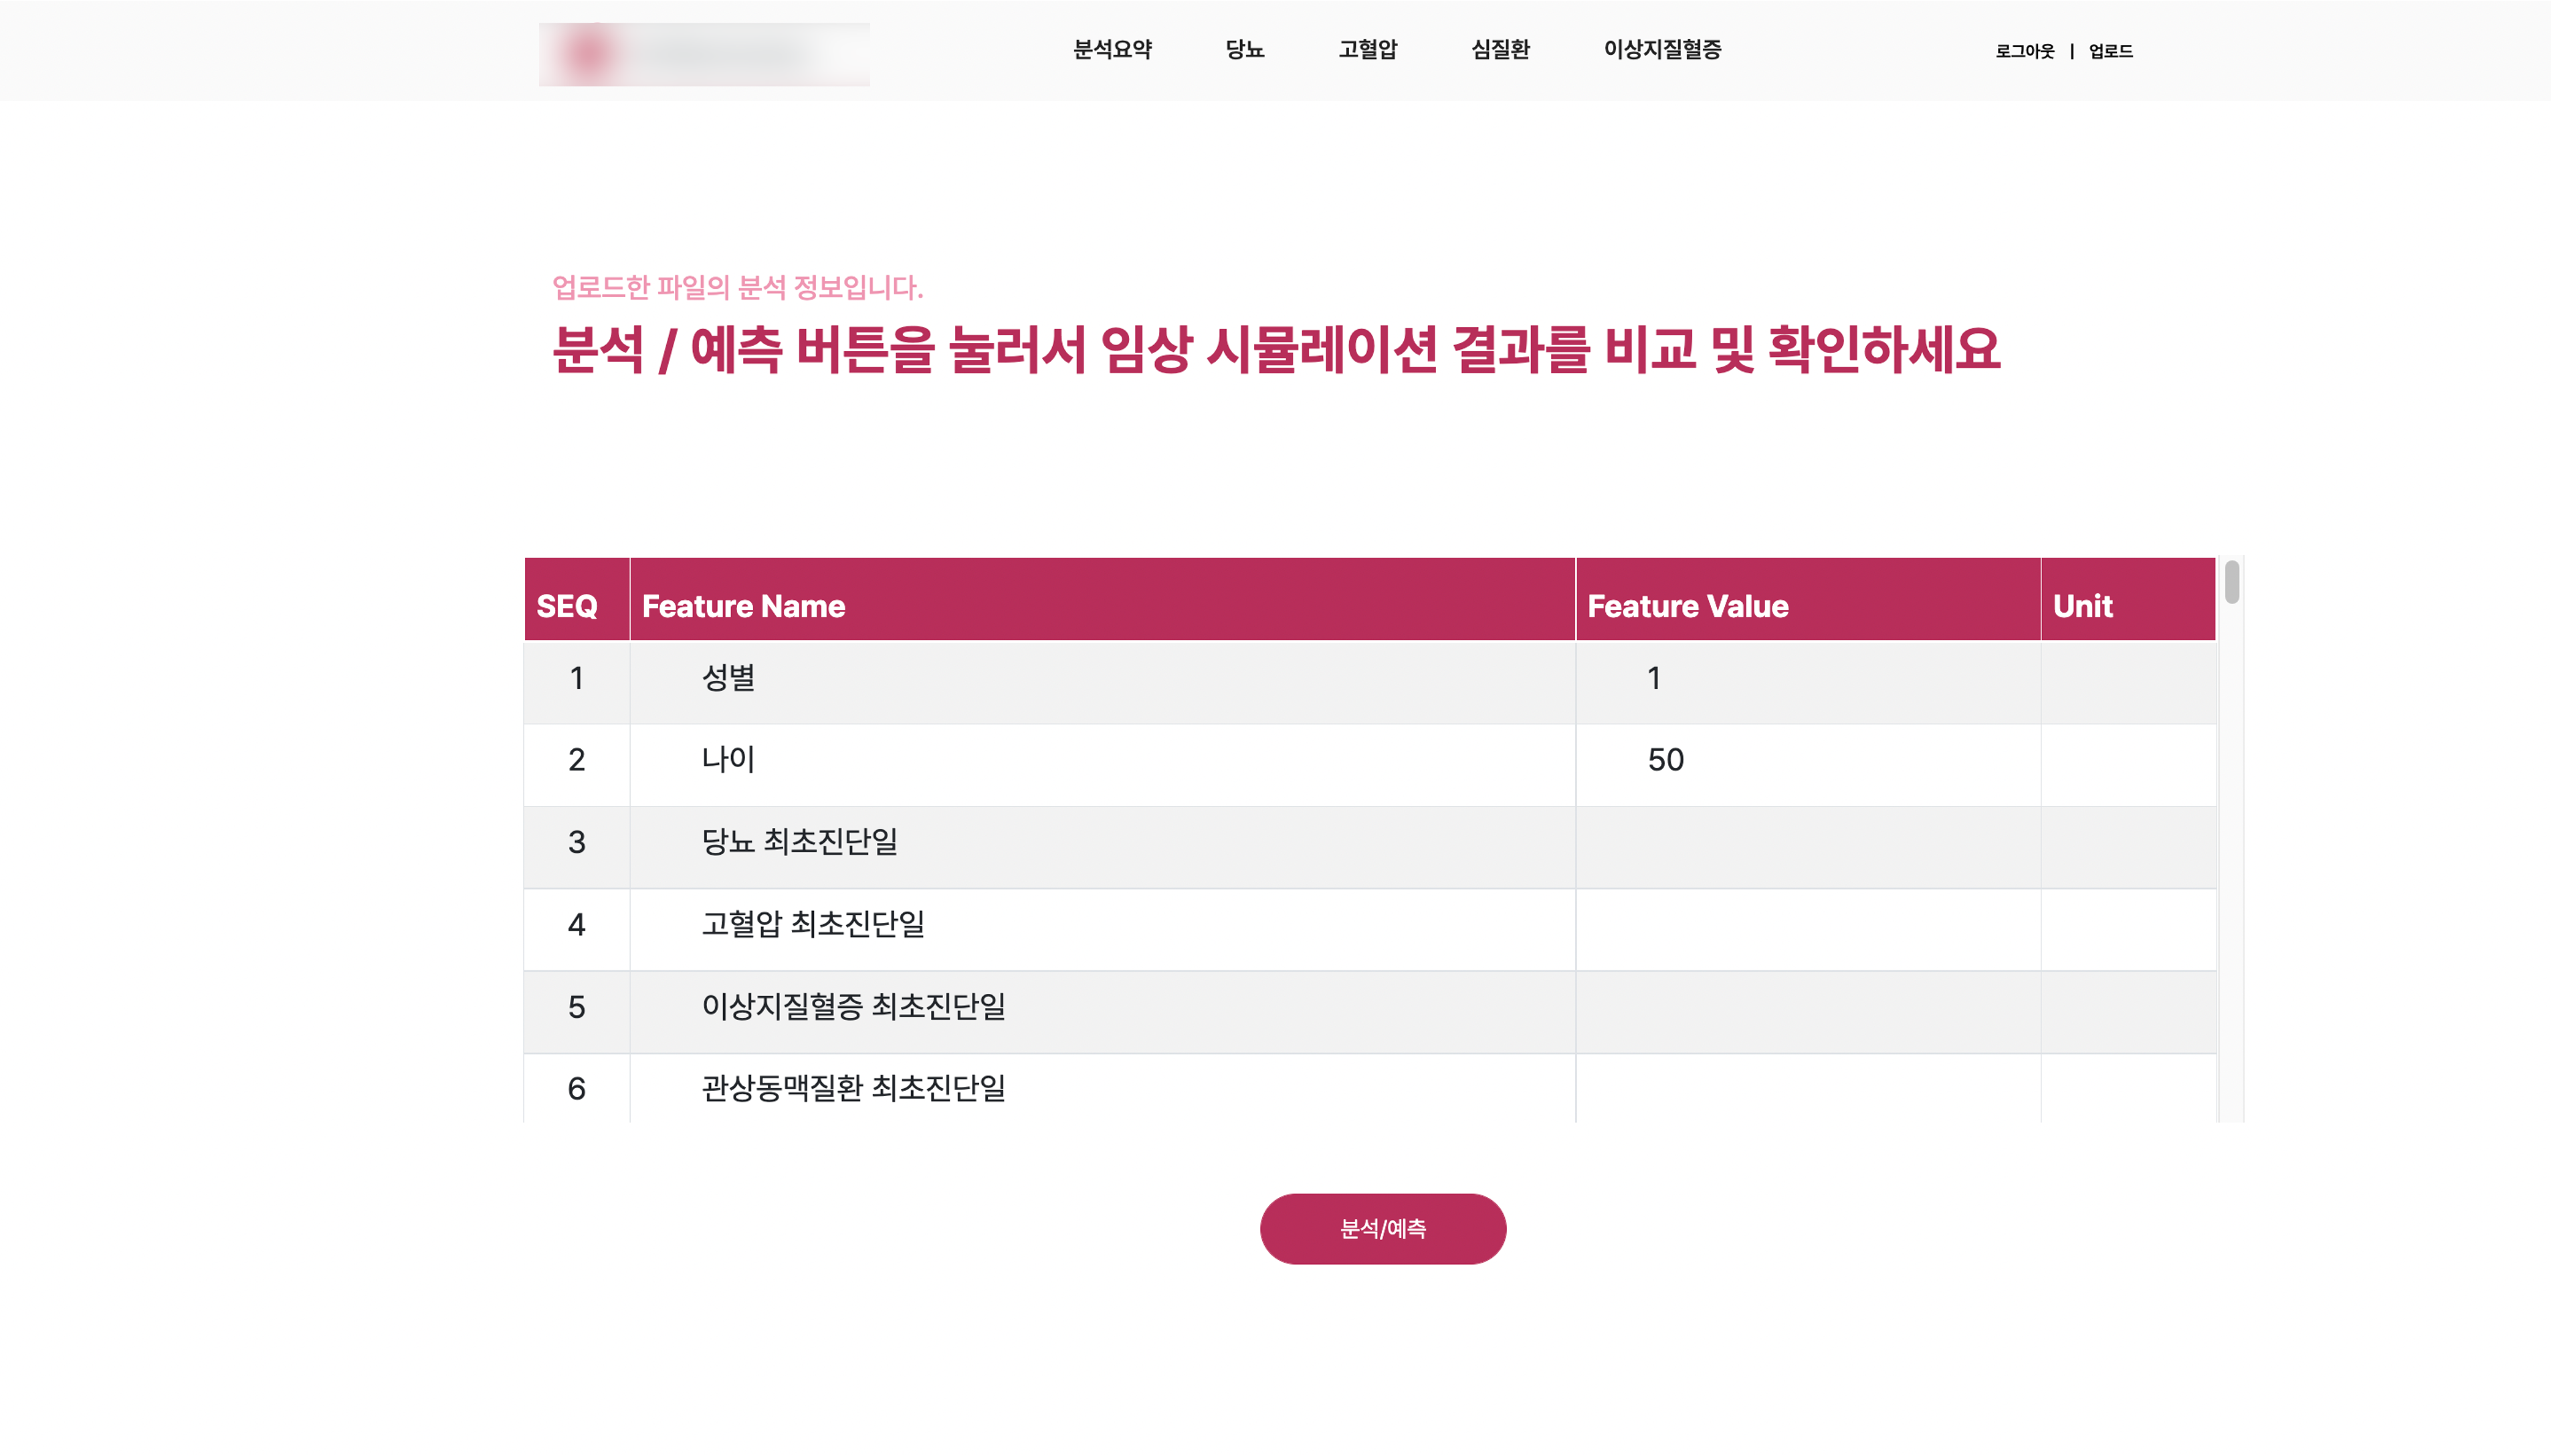 분석요약 당뇨 고혈압 심질환 이상지질혈증 로그아웃 | 업로드
업로드한 파일의 분석 정보입니다.
분석 / 예측 버튼을 눌러서 임상 시뮬레이션 결과를 비교 및 확인하세요
SEQ Feature Name Feature Value Unit
1 성별 1
2 나이 50
3 당뇨 최초진단일
4 고혈압 최초진단일
5 이상지질혈증 최초진단일
6 관상동맥질환 최초진단일
분석/예측